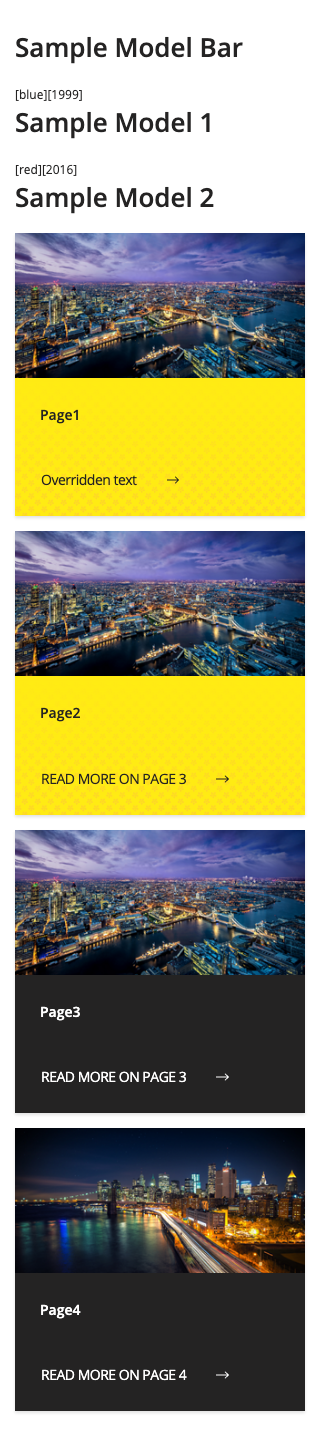 Sample Model Bar
[blue][1999]
Sample Model 1
[red][2016]
Sample Model 2
Page1
Overridden text
Page2
READ MORE ON PAGE 3
Page3
READ MORE ON PAGE 3
Page4
READ MORE ON PAGE 4